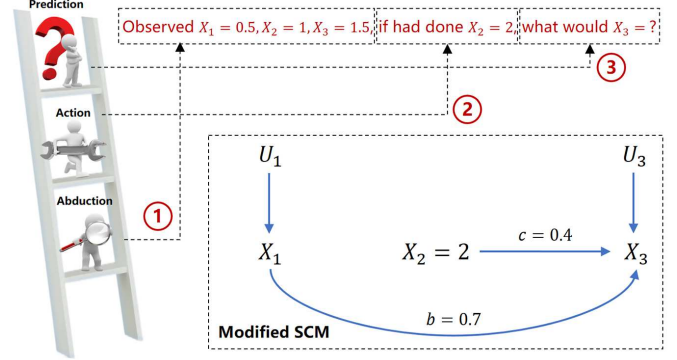 Prediction
Observed X₁ = 0.5, X₂ = 1, X₃ = 1.5, if had done X₂ = 2, what would X₃ = ?
?
3
Action
2
Abduction
1
U₁ U₃
X₁ X₂ = 2 c = 0.4 X₃
b = 0.7
Modified SCM